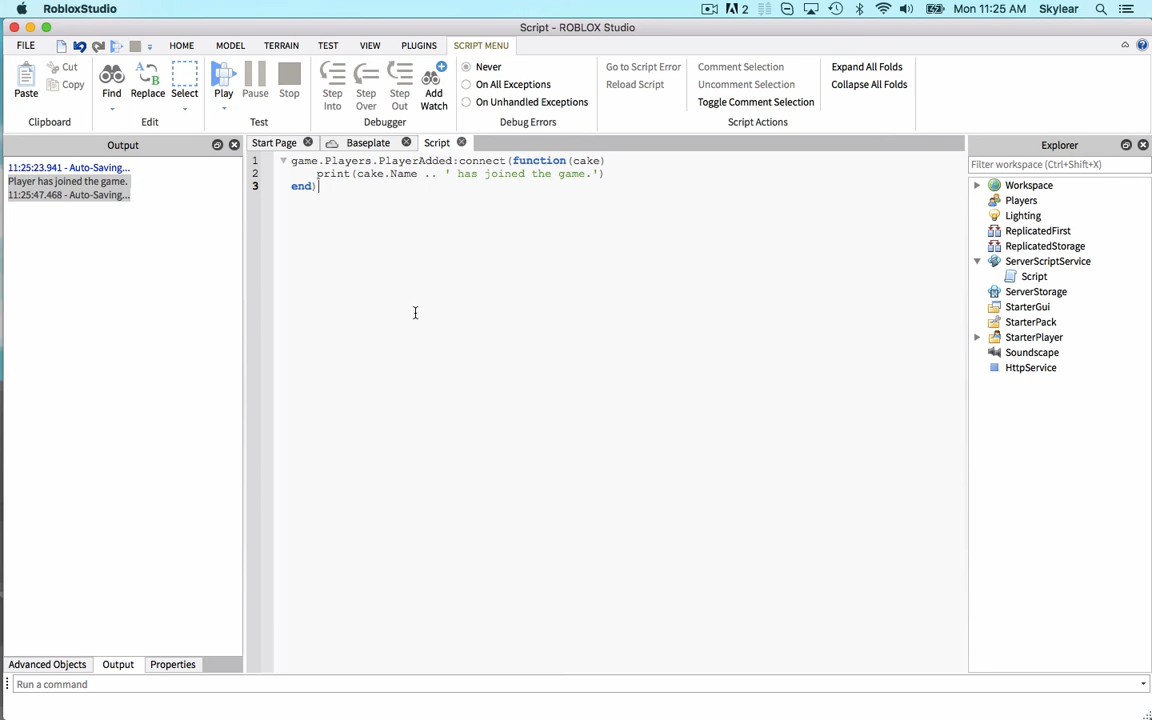 RobloxStudio
2
Mon 11:25 AM Skylear
Script - ROBLOX Studio
FILE HOME MODEL TERRAIN TEST VIEW PLUGINS SCRIPT MENU
Paste
Cut
Copy
Clipboard
Find
Replace
Select
Edit
Play
Pause
Stop
Test
Step Into
Step Over
Step Out
Add Watch
Debugger
Never
On All Exceptions
On Unhandled Exceptions
Debug Errors
Go to Script Error
Reload Script
Comment Selection
Uncomment Selection
Toggle Comment Selection
Expand All Folds
Collapse All Folds
Script Actions
Output
11:25:23.941 - Auto-Saving...
Player has joined the game.
11:25:47.468 - Auto-Saving...
Start Page Baseplate Script
1 game.Players.PlayerAdded:connect(function(cake)
2 print(cake.Name .. ' has joined the game.')
3 end)
Explorer
Filter workspace (Ctrl+Shift+X)
Workspace
Players
Lighting
ReplicatedFirst
ReplicatedStorage
ServerScriptService
Script
ServerStorage
StarterGui
StarterPack
StarterPlayer
Soundscape
HttpService
Advanced Objects Output Properties
Run a command